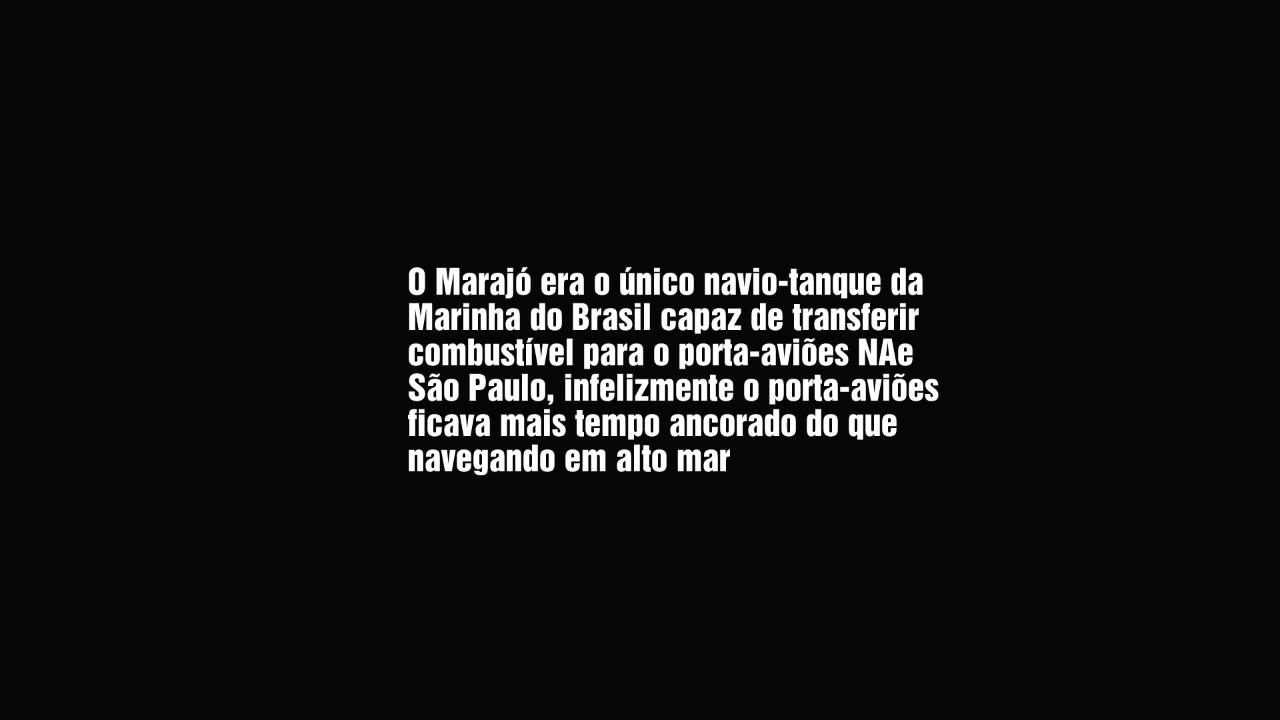 O Marajó era o único navio-tanque da
Marinha do Brasil capaz de transferir
combustível para o porta-aviões NAe
São Paulo, infelizmente o porta-aviões
ficava mais tempo ancorado do que
navegando em alto mar